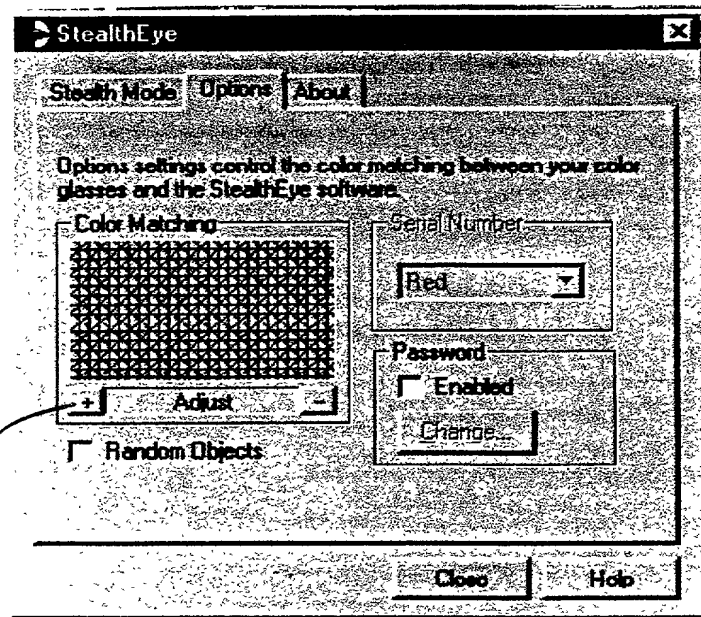 StealthEye
Stealth Mode Options About
Options settings control the color matching between your color
glasses and the StealthEye software.
Color Matching
Serial Number
Red
Password
Enabled
+ Adjust -
Change...
Random Objects
Close Help